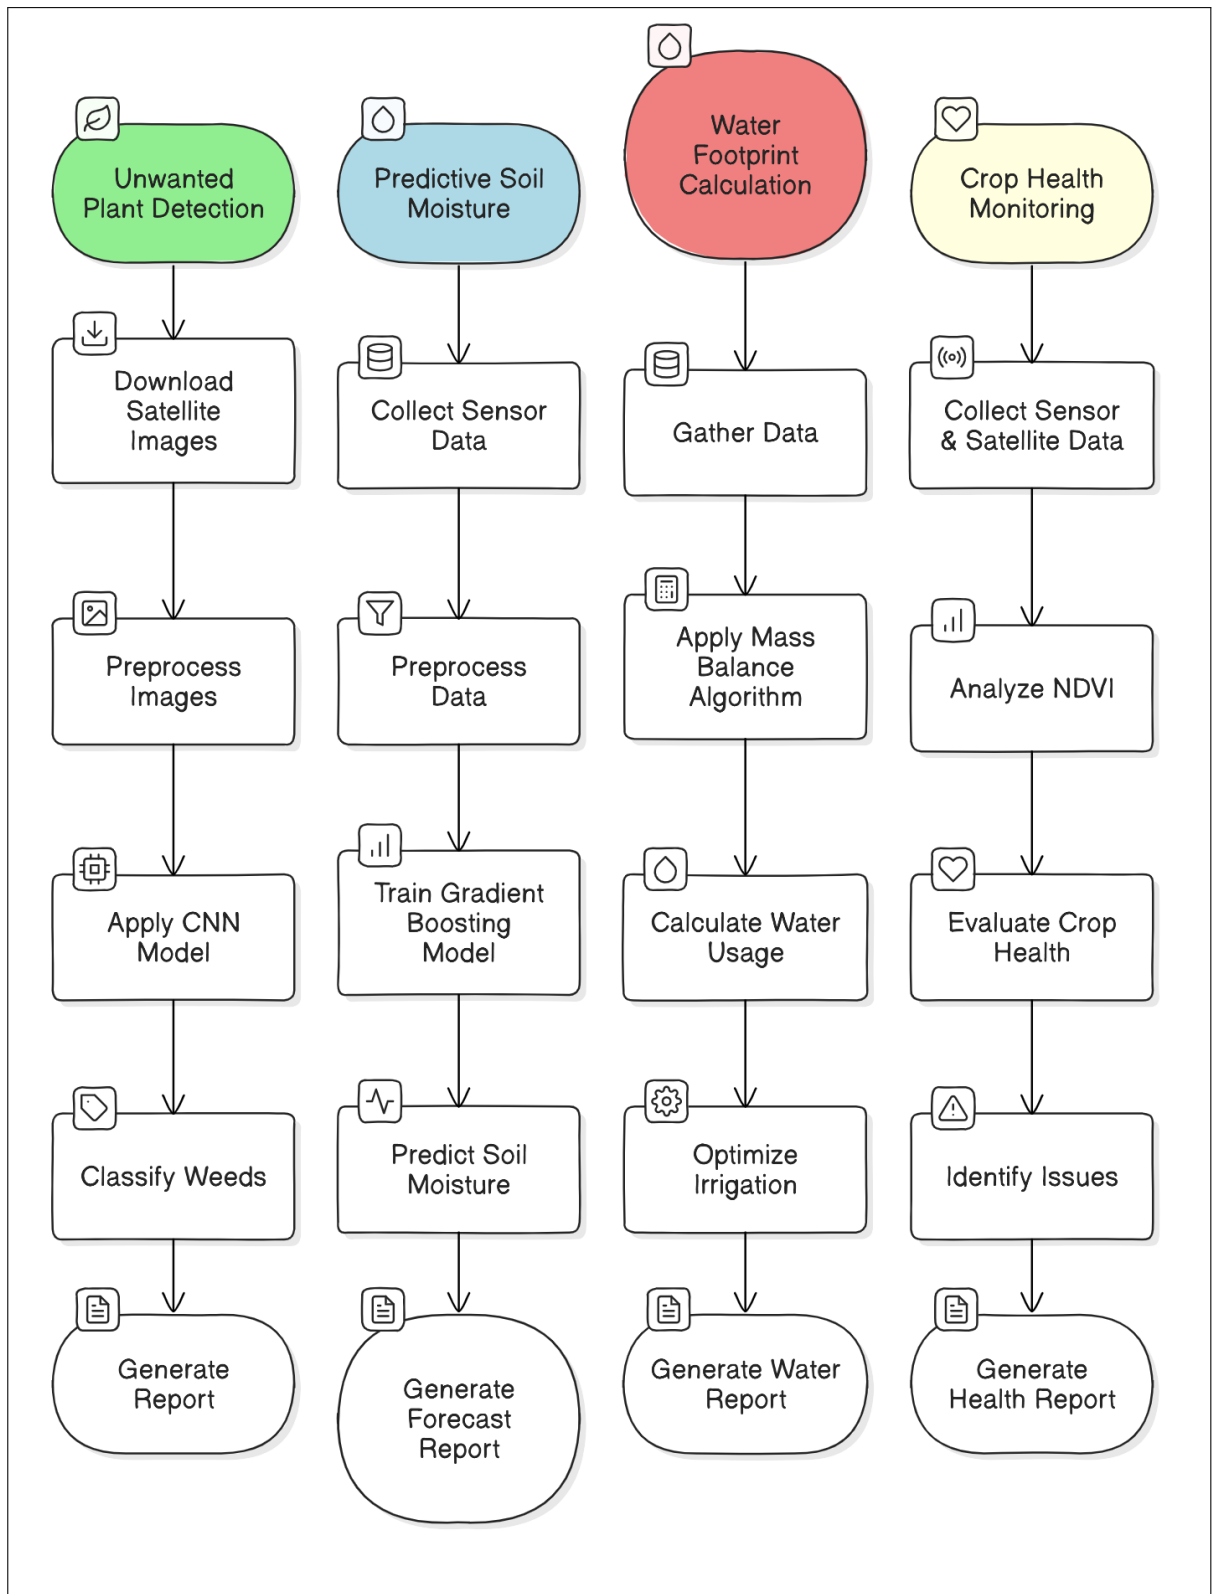 Unwanted
Plant Detection
Download
Satellite
Images
Preprocess
Images
Apply CNN
Model
Classify Weeds
Generate
Report
Predictive Soil
Moisture
Collect Sensor
Data
Preprocess
Data
Train Gradient
Boosting
Model
Predict Soil
Moisture
Generate
Forecast
Report
Water
Footprint
Calculation
Gather Data
Apply Mass
Balance
Algorithm
Calculate Water
Usage
Optimize
Irrigation
Generate Water
Report
Crop Health
Monitoring
Collect Sensor
& Satellite Data
Analyze NDVI
Evaluate Crop
Health
Identify Issues
Generate
Health Report